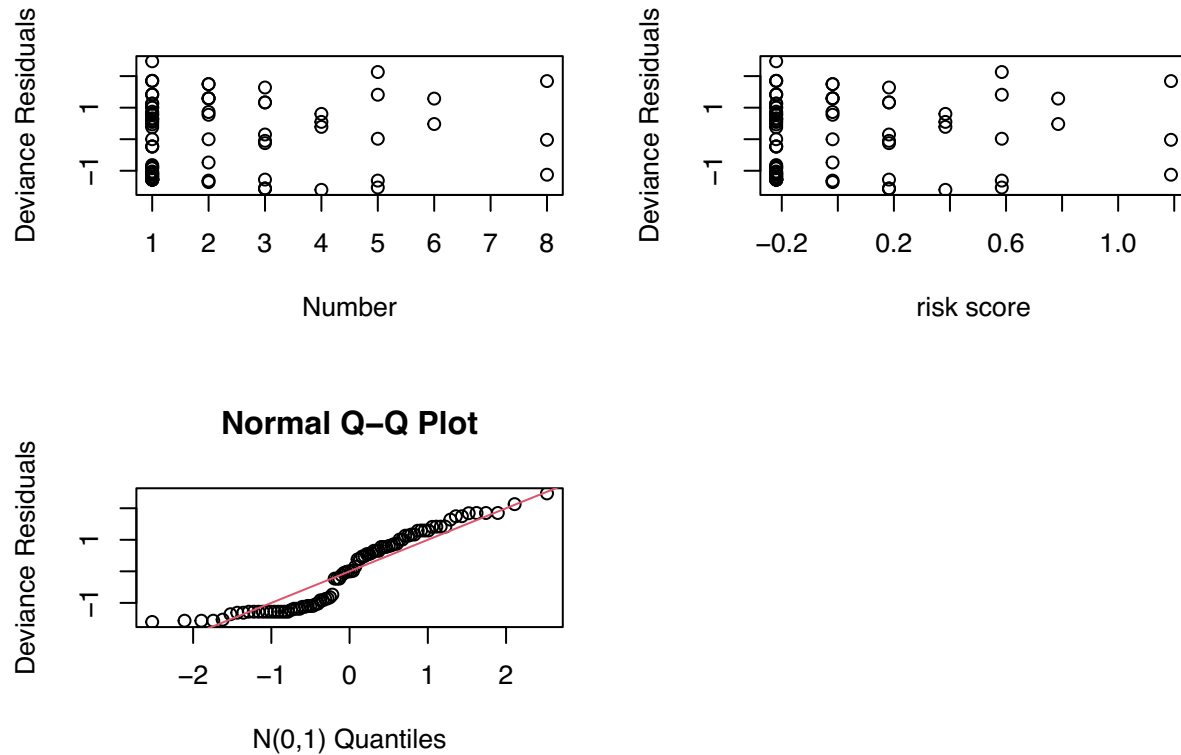 Deviance Residuals
1
−1
1 2 3 4 5 6 7 8
Number
Deviance Residuals
1
−1
−0.2 0.2 0.6 1.0
risk score
Normal Q−Q Plot
Deviance Residuals
1
−1
−2 −1 0 1 2
N(0,1) Quantiles